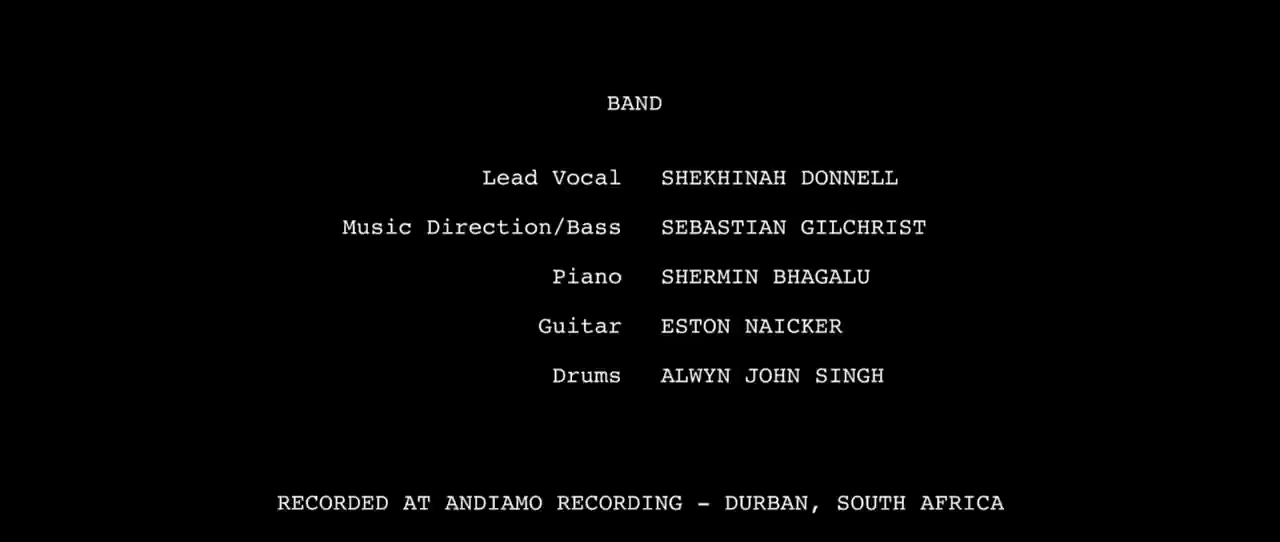 BAND
Lead Vocal SHEKHINAH DONNELL
Music Direction/Bass SEBASTIAN GILCHRIST
Piano SHERMIN BHAGALU
Guitar ESTON NAICKER
Drums ALWYN JOHN SINGH
RECORDED AT ANDIAMO RECORDING – DURBAN, SOUTH AFRICA